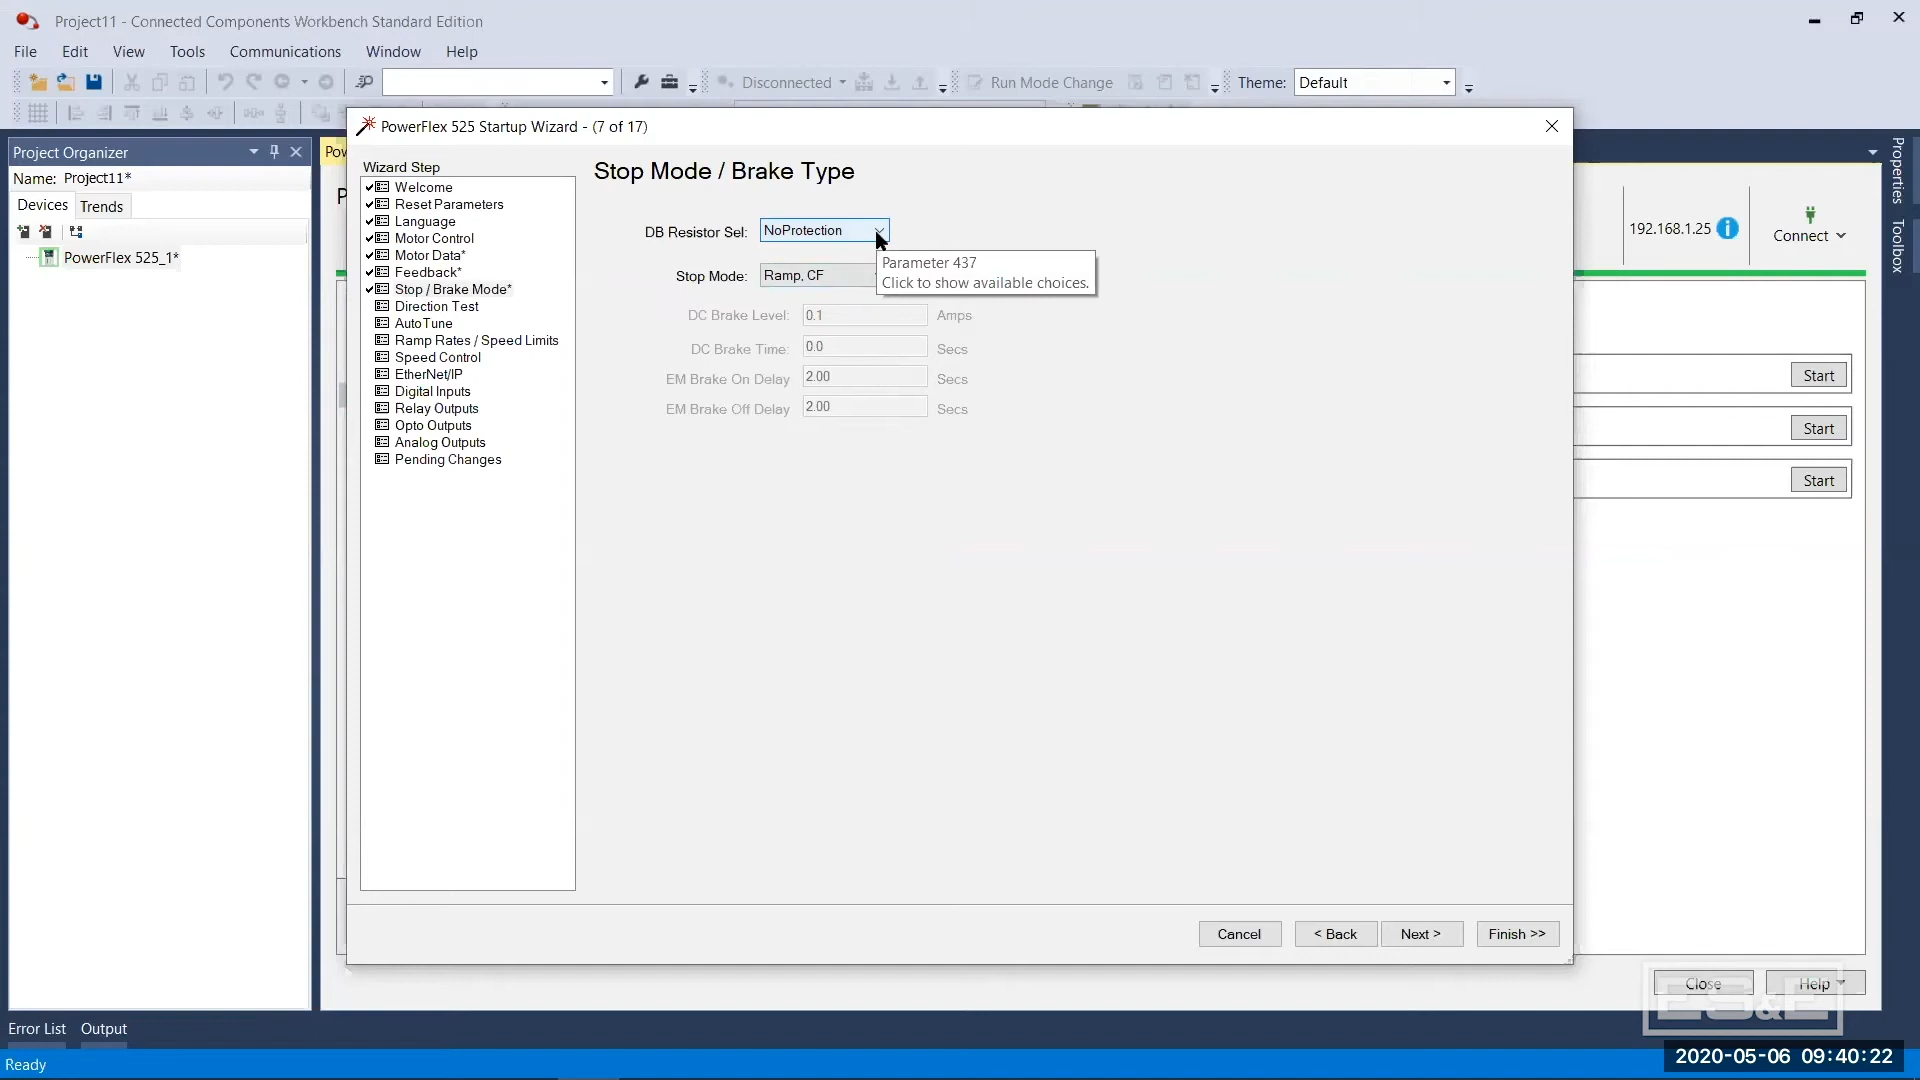 Project11 - Connected Components Workbench Standard Edition
File Edit View Tools Communications Window Help
Disconnected Run Mode Change Theme: Default
PowerFlex 525 Startup Wizard - (7 of 17)
Project Organizer
Name: Project11*
Devices Trends
PowerFlex 525_1*
Pow
Wizard Step
Welcome
Reset Parameters
Language
Motor Control
Motor Data*
Feedback*
Stop / Brake Mode*
Direction Test
AutoTune
Ramp Rates / Speed Limits
Speed Control
EtherNet/IP
Digital Inputs
Relay Outputs
Opto Outputs
Analog Outputs
Pending Changes
Stop Mode / Brake Type
DB Resistor Sel: NoProtection
Parameter 437
Click to show available choices.
Stop Mode: Ramp, CF
DC Brake Level: 0.1 Amps
DC Brake Time: 0.0 Secs
EM Brake On Delay 2.00 Secs
EM Brake Off Delay 2.00 Secs
Cancel < Back Next > Finish >>
192.168.1.25
Connect
Start
Start
Start
Properties
Toolbox
Close Help
ES&E
Error List Output
Ready
2020-05-06 09:40:22